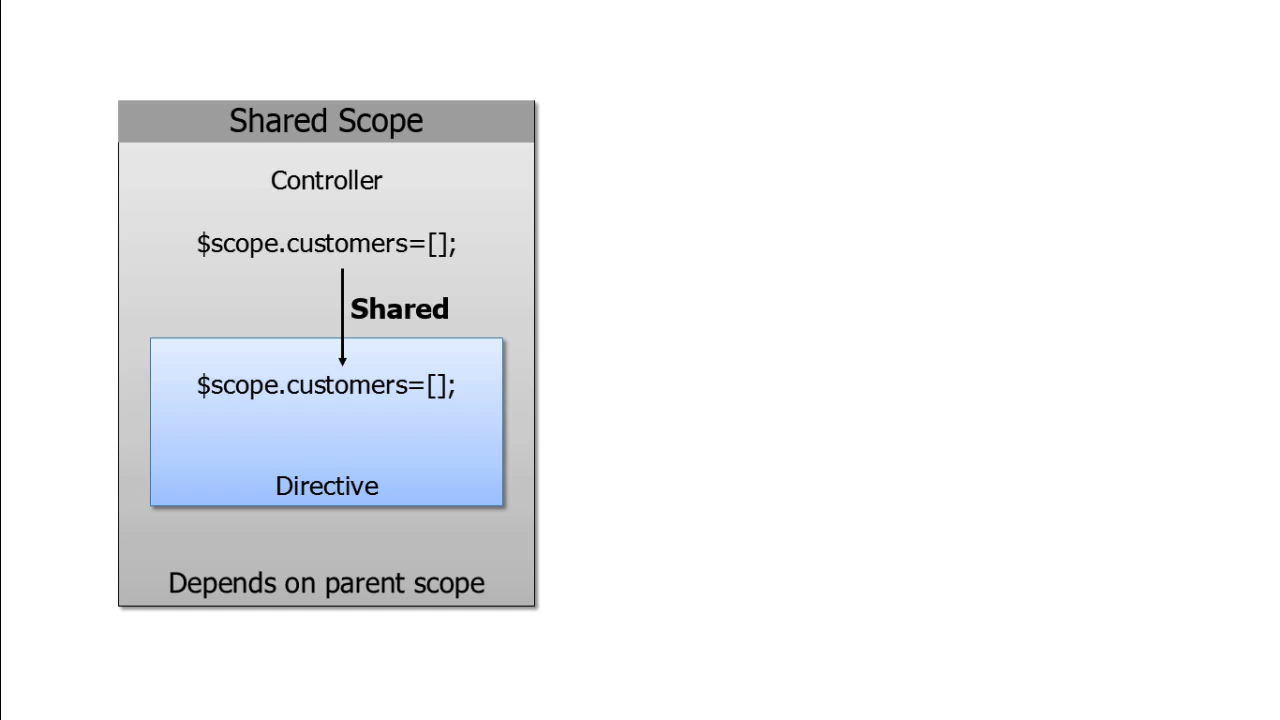 Shared Scope
Controller
$scope.customers=[];
Shared
$scope.customers=[];
Directive
Depends on parent scope